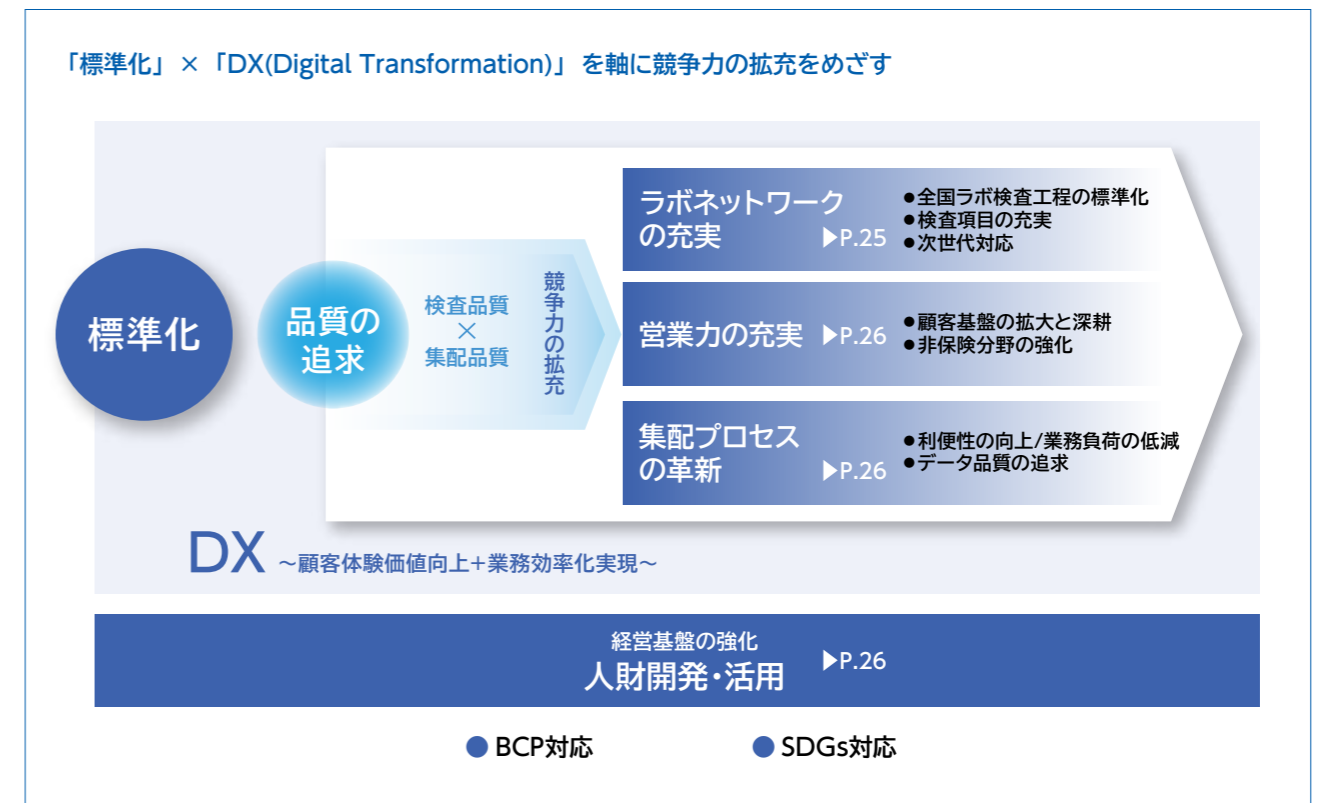 「標準化」×「DX(Digital Transformation)」を軸に競争力の拡充をめざす
標準化
品質の
追求
検査品質
×
集配品質
競争力の拡充
ラボネットワーク
の充実 ▶P.25
●全国ラボ検査工程の標準化
●検査項目の充実
●次世代対応
営業力の充実 ▶P.26
●顧客基盤の拡大と深耕
●非保険分野の強化
集配プロセス
の革新 ▶P.26
●利便性の向上/業務負荷の低減
●データ品質の追求
DX ～顧客体験価値向上+業務効率化実現～
経営基盤の強化
人財開発・活用 ▶P.26
● BCP対応
● SDGs対応